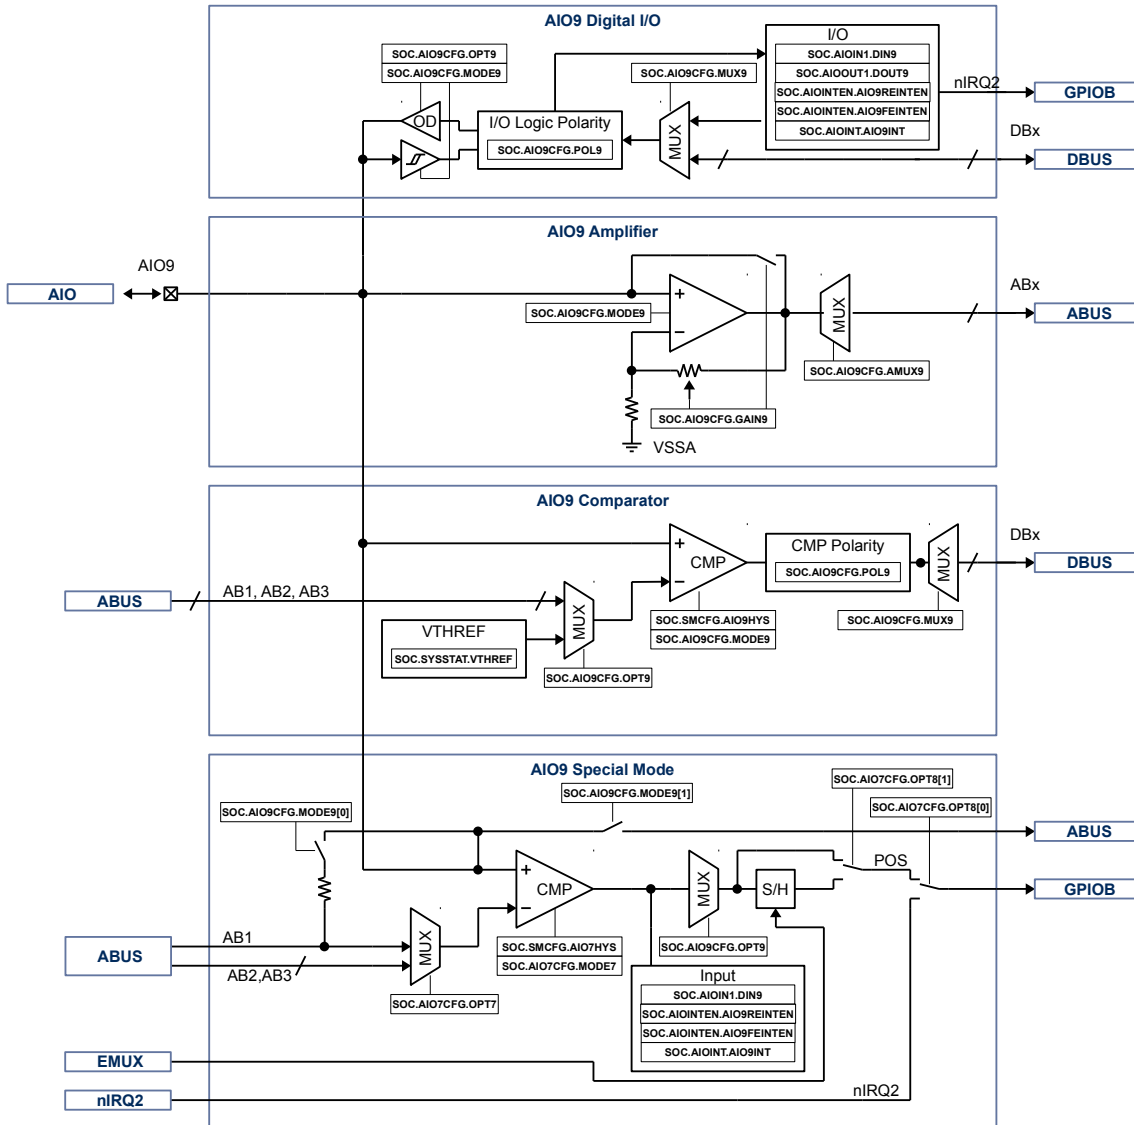 AIO9 Digital I/O
I/O
SOC.AIO9CFG.OPT9
SOC.AIO9CFG.MODE9
SOC.AIO9CFG.MUX9
SOC.AIOIN1.DIN9
SOC.AIOOUT1.DOUT9
SOC.AIOINTEN.AIO9REINTEN
SOC.AIOINTEN.AIO9FEINTEN
SOC.AIOINT.AIO9INT
nIRQ2
GPIOB
OD
I/O Logic Polarity
SOC.AIO9CFG.POL9
MUX
DBx
DBUS
AIO9 Amplifier
AIO9
AIO
SOC.AIO9CFG.MODE9
+
−
MUX
ABx
ABUS
SOC.AIO9CFG.AMUX9
SOC.AIO9CFG.GAIN9
VSSA
AIO9 Comparator
+
CMP
−
CMP Polarity
SOC.AIO9CFG.POL9
MUX
DBx
DBUS
ABUS
AB1, AB2, AB3
MUX
VTHREF
SOC.SYSSTAT.VTHREF
SOC.SMCFG.AIO9HYS
SOC.AIO9CFG.MODE9
SOC.AIO9CFG.MUX9
SOC.AIO9CFG.OPT9
AIO9 Special Mode
SOC.AIO9CFG.MODE9[0]
SOC.AIO9CFG.MODE9[1]
SOC.AIO7CFG.OPT8[1]
SOC.AIO7CFG.OPT8[0]
ABUS
+
CMP
−
MUX
S/H
POS
GPIOB
ABUS
AB1
AB2,AB3
MUX
SOC.SMCFG.AIO7HYS
SOC.AIO7CFG.MODE7
SOC.AIO9CFG.OPT9
SOC.AIO7CFG.OPT7
Input
SOC.AIOIN1.DIN9
SOC.AIOINTEN.AIO9REINTEN
SOC.AIOINTEN.AIO9FEINTEN
SOC.AIOINT.AIO9INT
EMUX
nIRQ2
nIRQ2